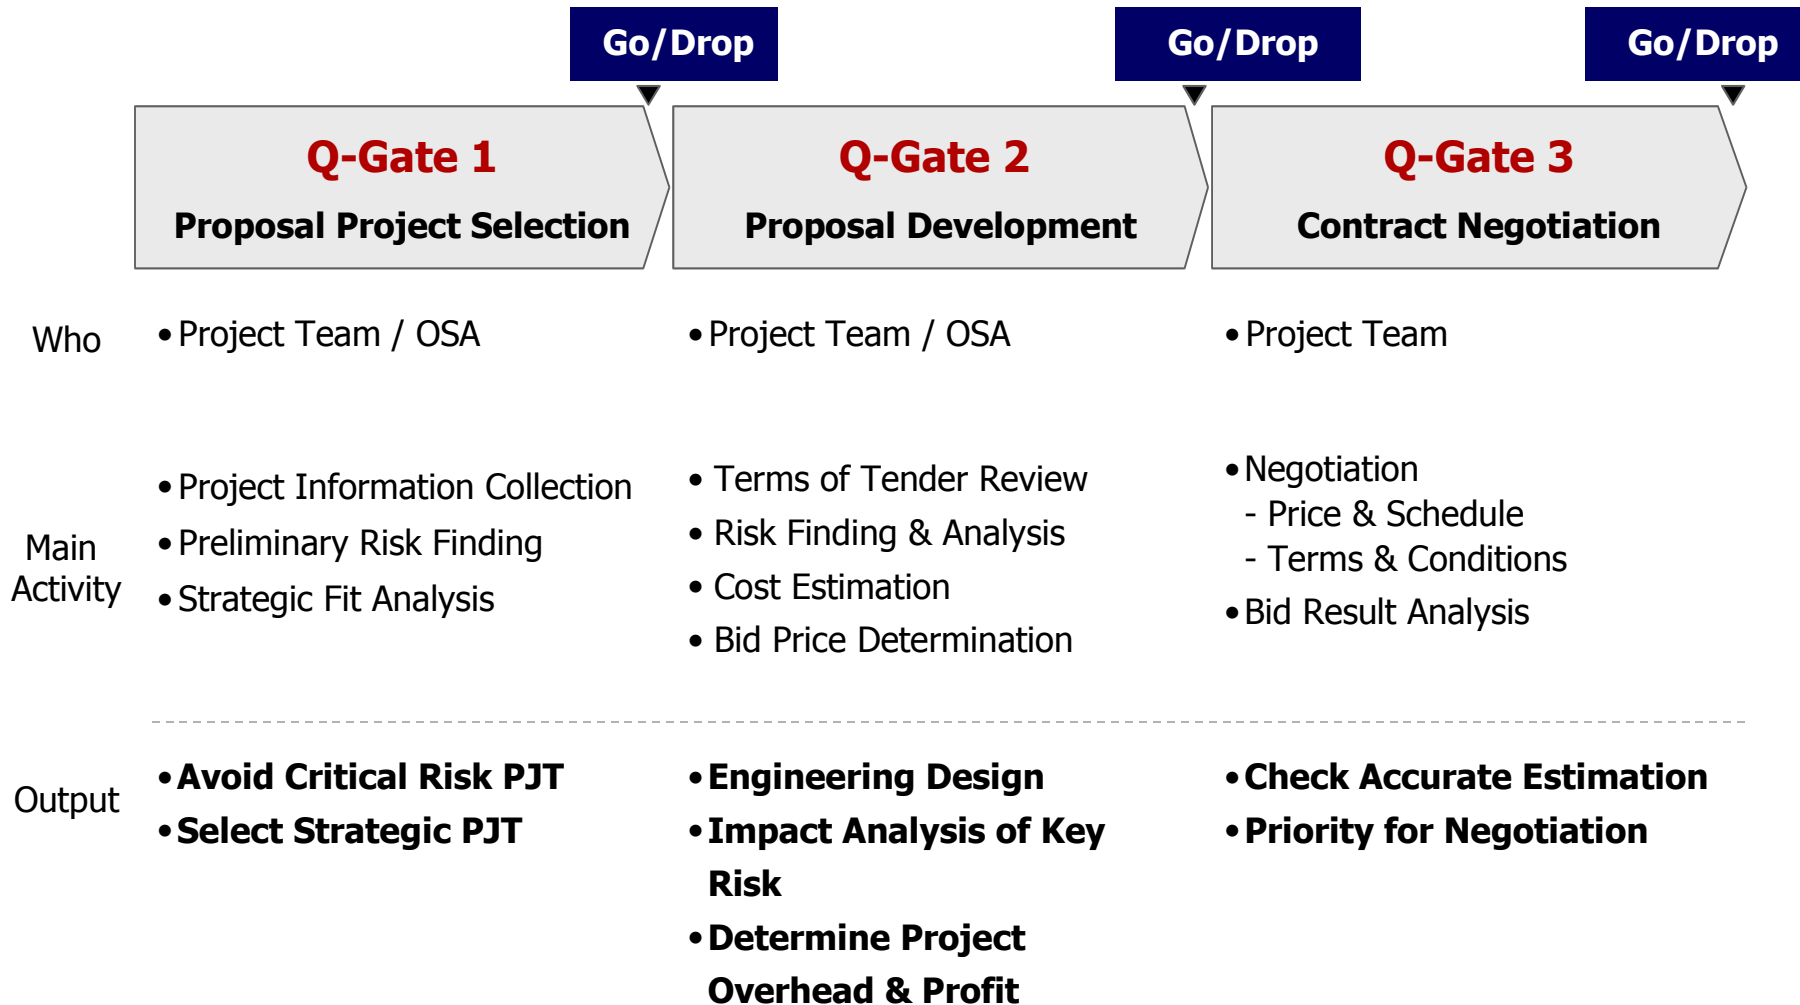 Go/Drop
Go/Drop
Go/Drop
Q-Gate 1
Proposal Project Selection
Q-Gate 2
Proposal Development
Q-Gate 3
Contract Negotiation
Who
•Project Team / OSA
•Project Team / OSA
•Project Team
Main
Activity
•Project Information Collection
•Preliminary Risk Finding
•Strategic Fit Analysis
• Terms of Tender Review
• Risk Finding & Analysis
• Cost Estimation
• Bid Price Determination
•Negotiation
- Price & Schedule
- Terms & Conditions
•Bid Result Analysis
Output
•Avoid Critical Risk PJT
•Select Strategic PJT
•Engineering Design
•Impact Analysis of Key
Risk
•Determine Project
Overhead & Profit
•Check Accurate Estimation
•Priority for Negotiation